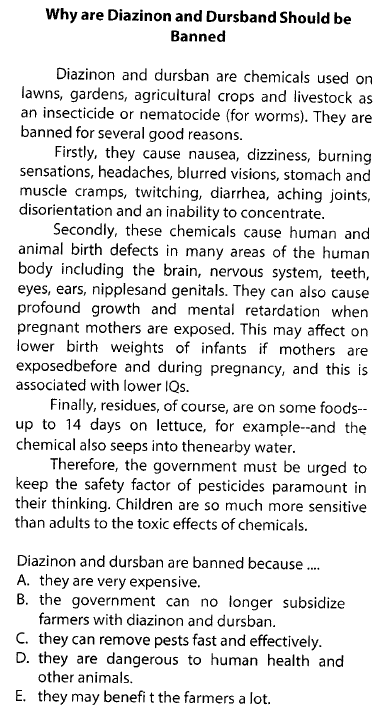 Why are Diazinon and Dursband Should be
Banned
Diazinon and dursban are chemicals used on
lawns, gardens, agricultural crops and livestock as
an insecticide or nematocide (for worms). They are
banned for several good reasons.
Firstly, they cause nausea, dizziness, burning
sensations, headaches, blurred visions, stomach and
muscle cramps, twitching, diarrhea, aching joints,
disorientation and an inability to concentrate.
Secondly, these chemicals cause human and
animal birth defects in many areas of the human
body including the brain, nervous system, teeth,
eyes, ears, nipplesand genitals. They can also cause
profound growth and mental retardation when
pregnant mothers are exposed. This may affect on
lower birth weights of infants if mothers are
exposedbefore and during pregnancy, and this is
associated with lower IQs.
Finally, residues, of course, are on some foods--
up to 14 days on lettuce, for example--and the
chemical also seeps into thenearby water.
Therefore, the government must be urged to
keep the safety factor of pesticides paramount in
their thinking. Children are so much more sensitive
than adults to the toxic effects of chemicals.
Diazinon and dursban are banned because ....
A. they are very expensive.
B. the government can no longer subsidize
farmers with diazinon and dursban.
C. they can remove pests fast and effectively.
D. they are dangerous to human health and
other animals.
E. they may benefi t the farmers a lot.